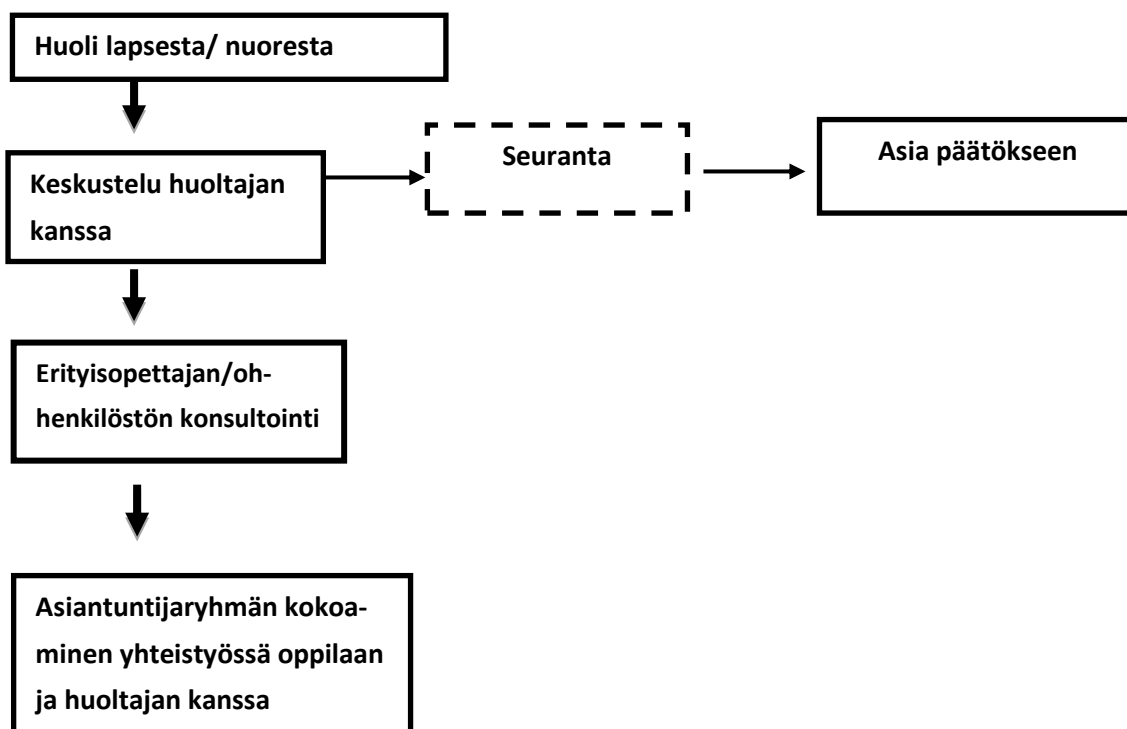 Huoli lapsesta/ nuoresta
Keskustelu huoltajan
kanssa
Seuranta
Asia päätökseen
Erityisopettajan/oh-
henkilöstön konsultointi
Asiantuntijaryhmän kokoa-
minen yhteistyössä oppilaan
ja huoltajan kanssa